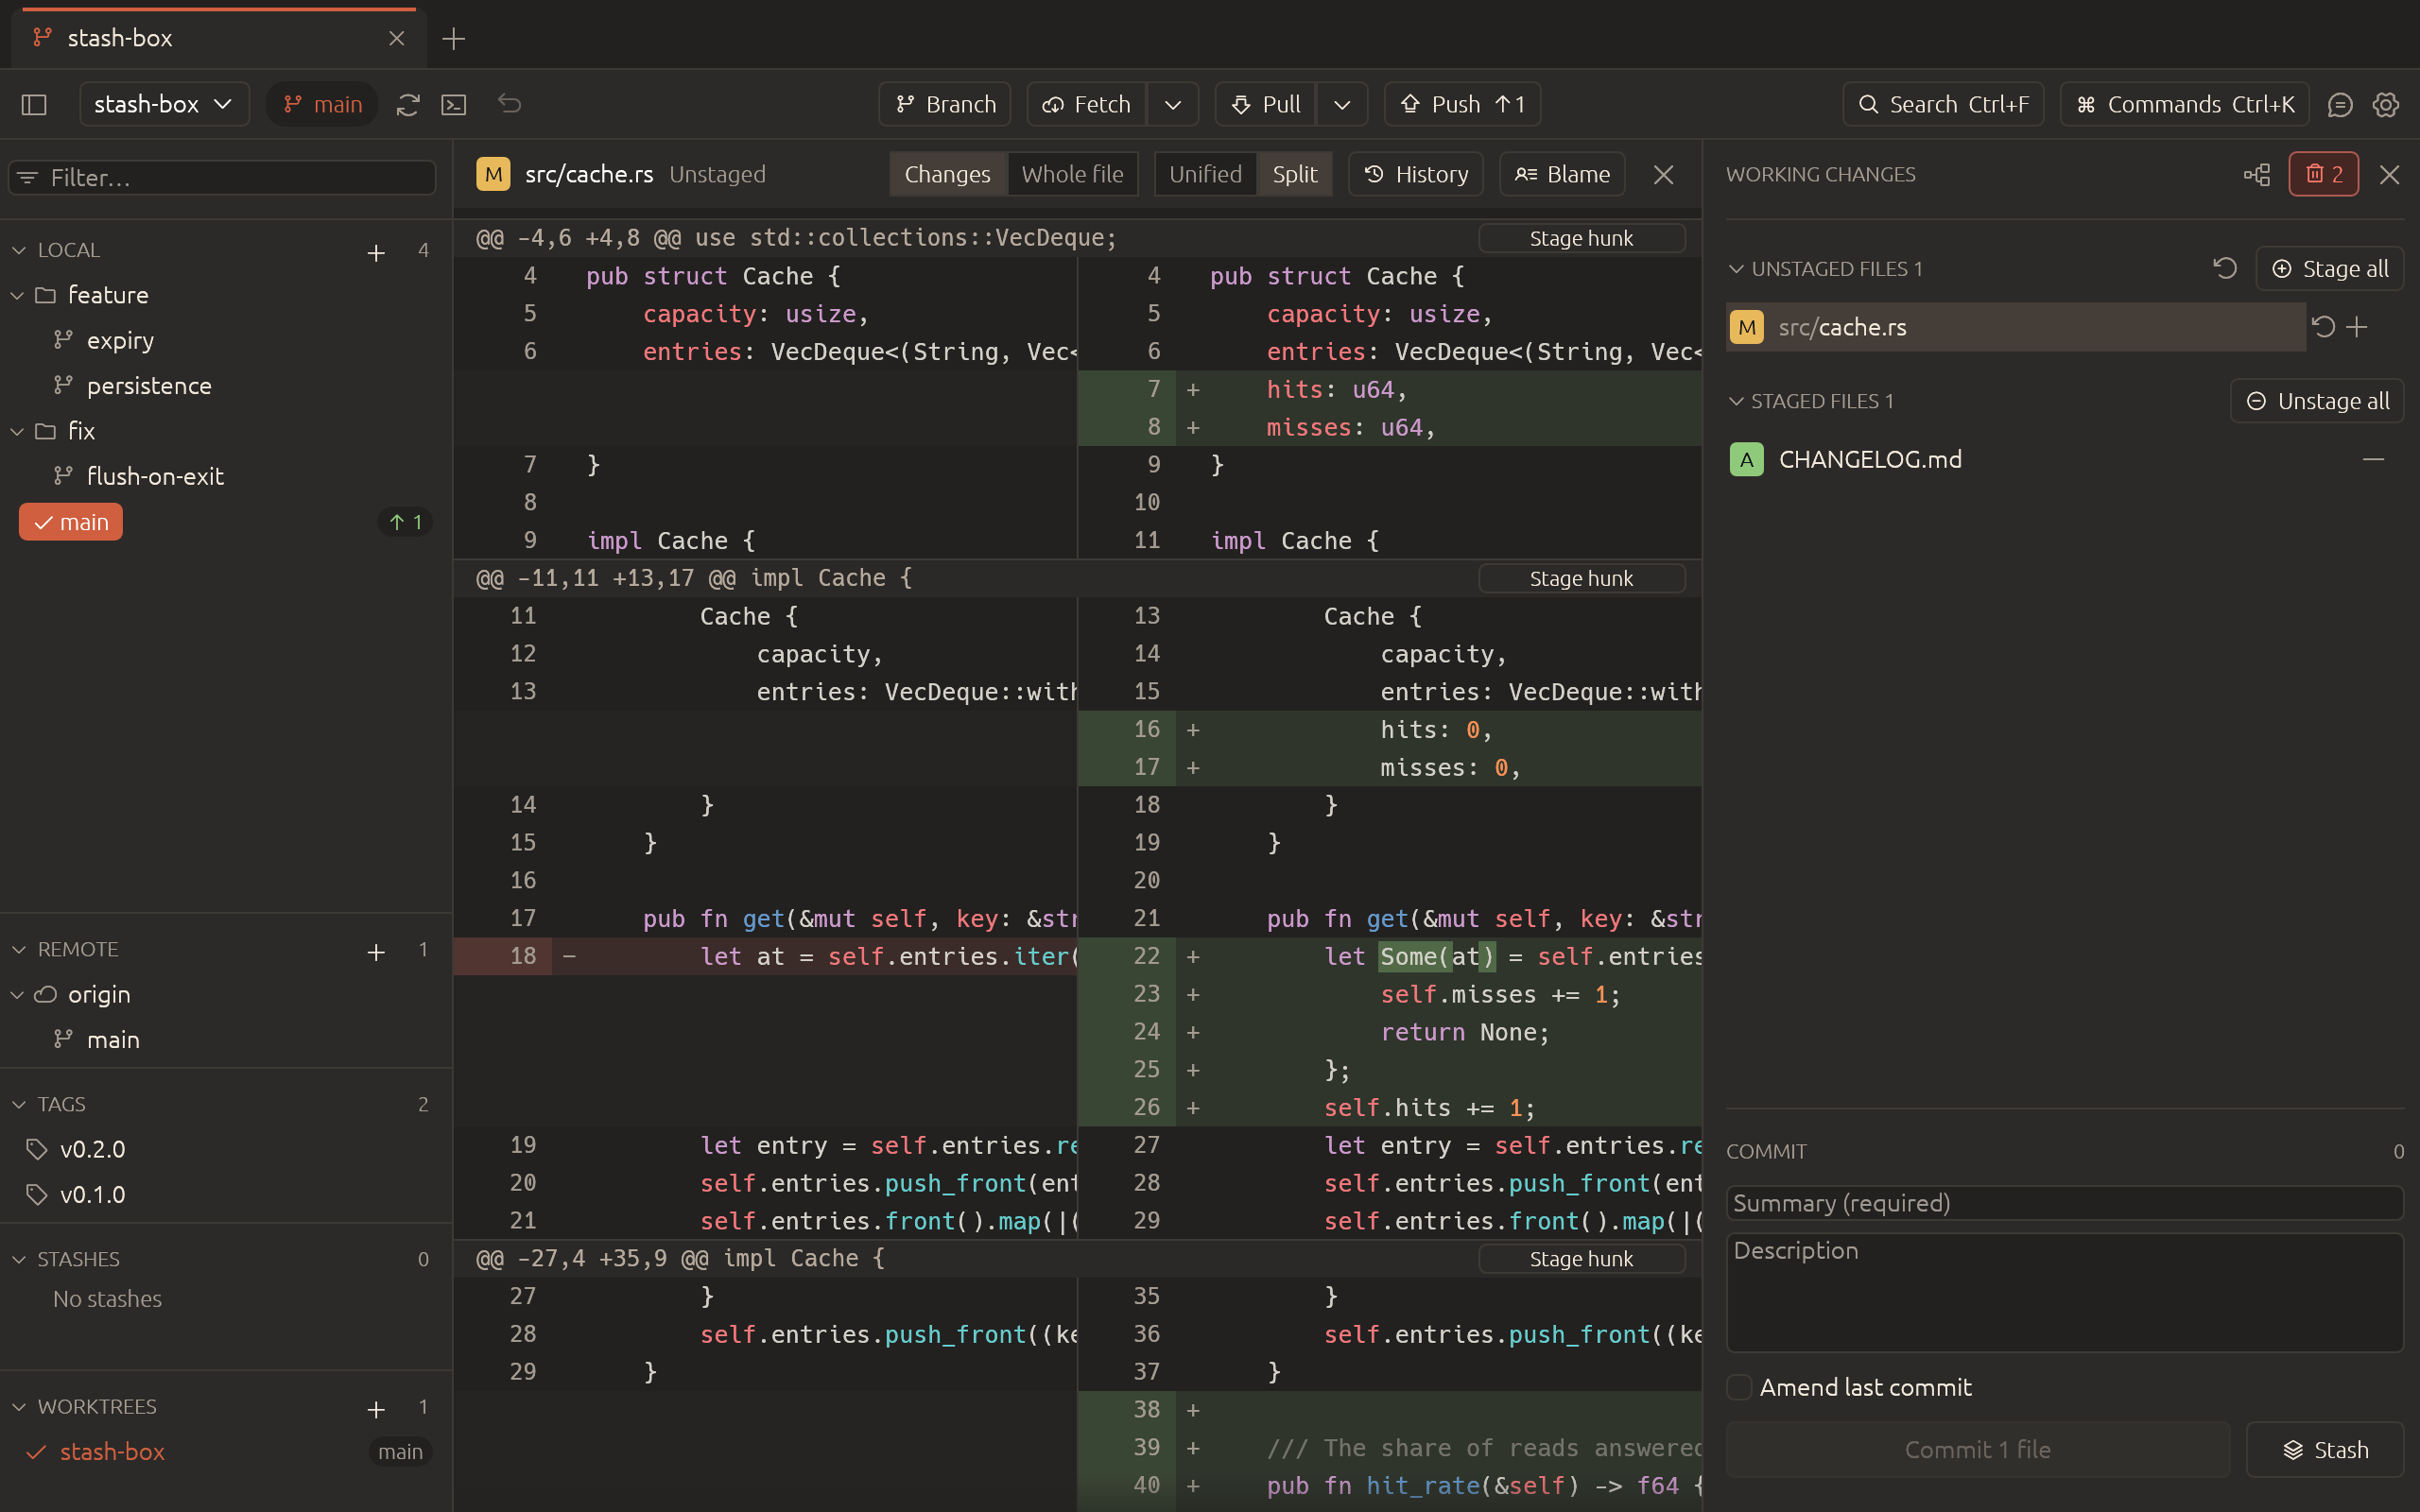 stash-box
stash-box main Branch Fetch Pull Push ↑1 Search Ctrl+F Commands Ctrl+K
Filter…
LOCAL 4
feature
expiry
persistence
fix
flush-on-exit
main ↑ 1
REMOTE 1
origin
main
TAGS 2
v0.2.0
v0.1.0
STASHES 0
No stashes
WORKTREES 1
stash-box main
M src/cache.rs Unstaged Changes Whole file Unified Split History Blame
@@ -4,6 +4,8 @@ use std::collections::VecDeque; Stage hunk
4 pub struct Cache { 4 pub struct Cache {
5 capacity: usize, 5 capacity: usize,
6 entries: VecDeque<(String, Vec< 6 entries: VecDeque<(String, Vec<
7 + hits: u64,
8 + misses: u64,
7 } 9 }
8 10
9 impl Cache { 11 impl Cache {
@@ -11,11 +13,17 @@ impl Cache { Stage hunk
11 Cache { 13 Cache {
12 capacity, 14 capacity,
13 entries: VecDeque::with 15 entries: VecDeque::with
16 + hits: 0,
17 + misses: 0,
14 } 18 }
15 } 19 }
16 20
17 pub fn get(&mut self, key: &str 21 pub fn get(&mut self, key: &str
18 − let at = self.entries.iter( 22 + let Some(at) = self.entries
23 + self.misses += 1;
24 + return None;
25 + };
26 + self.hits += 1;
19 let entry = self.entries.re 27 let entry = self.entries.re
20 self.entries.push_front(ent 28 self.entries.push_front(ent
21 self.entries.front().map(|( 29 self.entries.front().map(|(
@@ -27,4 +35,9 @@ impl Cache { Stage hunk
27 } 35 }
28 self.entries.push_front((ke 36 self.entries.push_front((ke
29 } 37 }
38 +
39 + /// The share of reads answered
40 + pub fn hit_rate(&self) -> f64 {
WORKING CHANGES 2
UNSTAGED FILES 1 Stage all
M src/cache.rs
STAGED FILES 1 Unstage all
A CHANGELOG.md
COMMIT 0
Summary (required)
Description
Amend last commit
Commit 1 file Stash